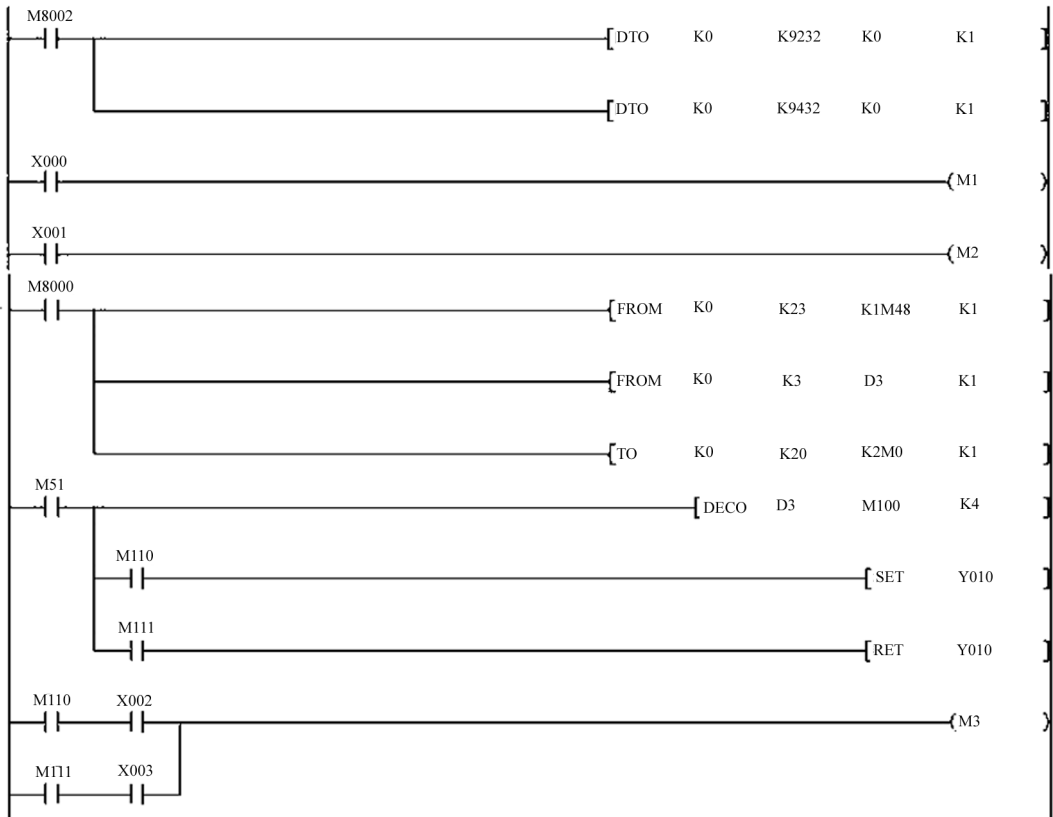 M8002
DTO K0 K9232 K0 K1
DTO K0 K9432 K0 K1
X000
M1
X001
M2
M8000
FROM K0 K23 K1M48 K1
FROM K0 K3 D3 K1
TO K0 K20 K2M0 K1
M51
DECO D3 M100 K4
M110
SET Y010
M111
RET Y010
M110 X002
M3
M111 X003